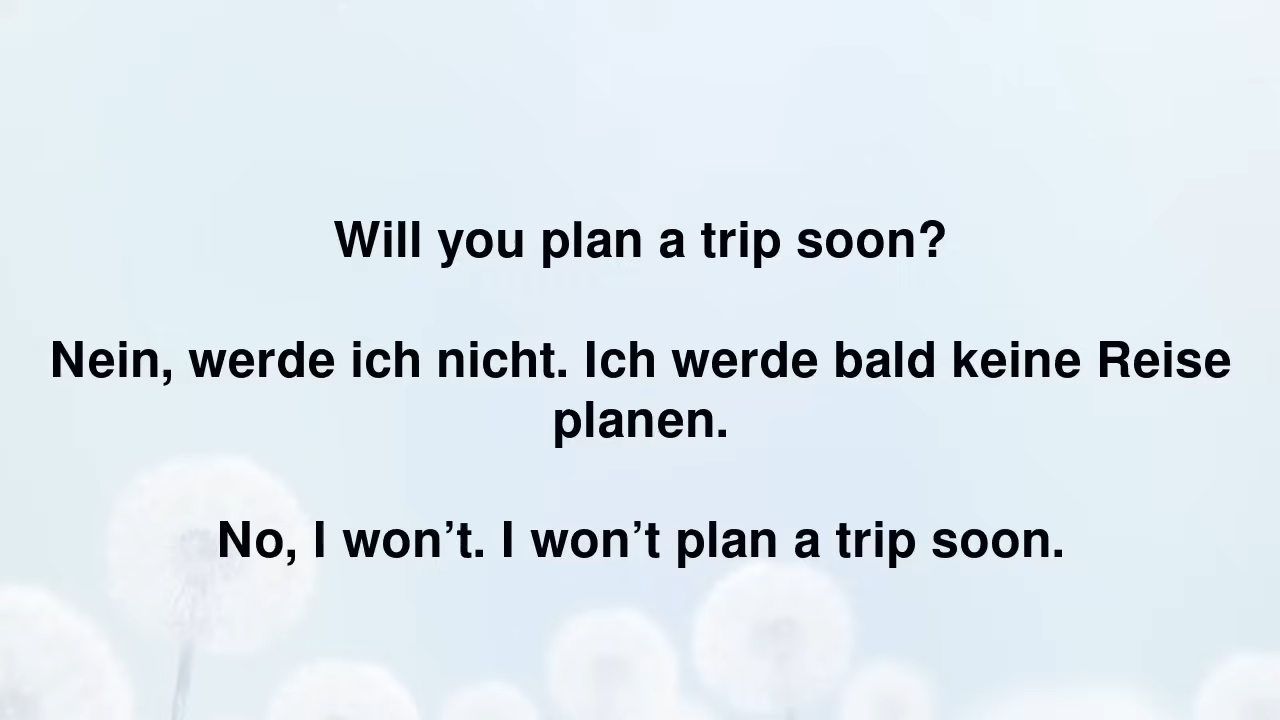 Will you plan a trip soon?
Nein, werde ich nicht. Ich werde bald keine Reise
planen.
No, I won’t. I won’t plan a trip soon.